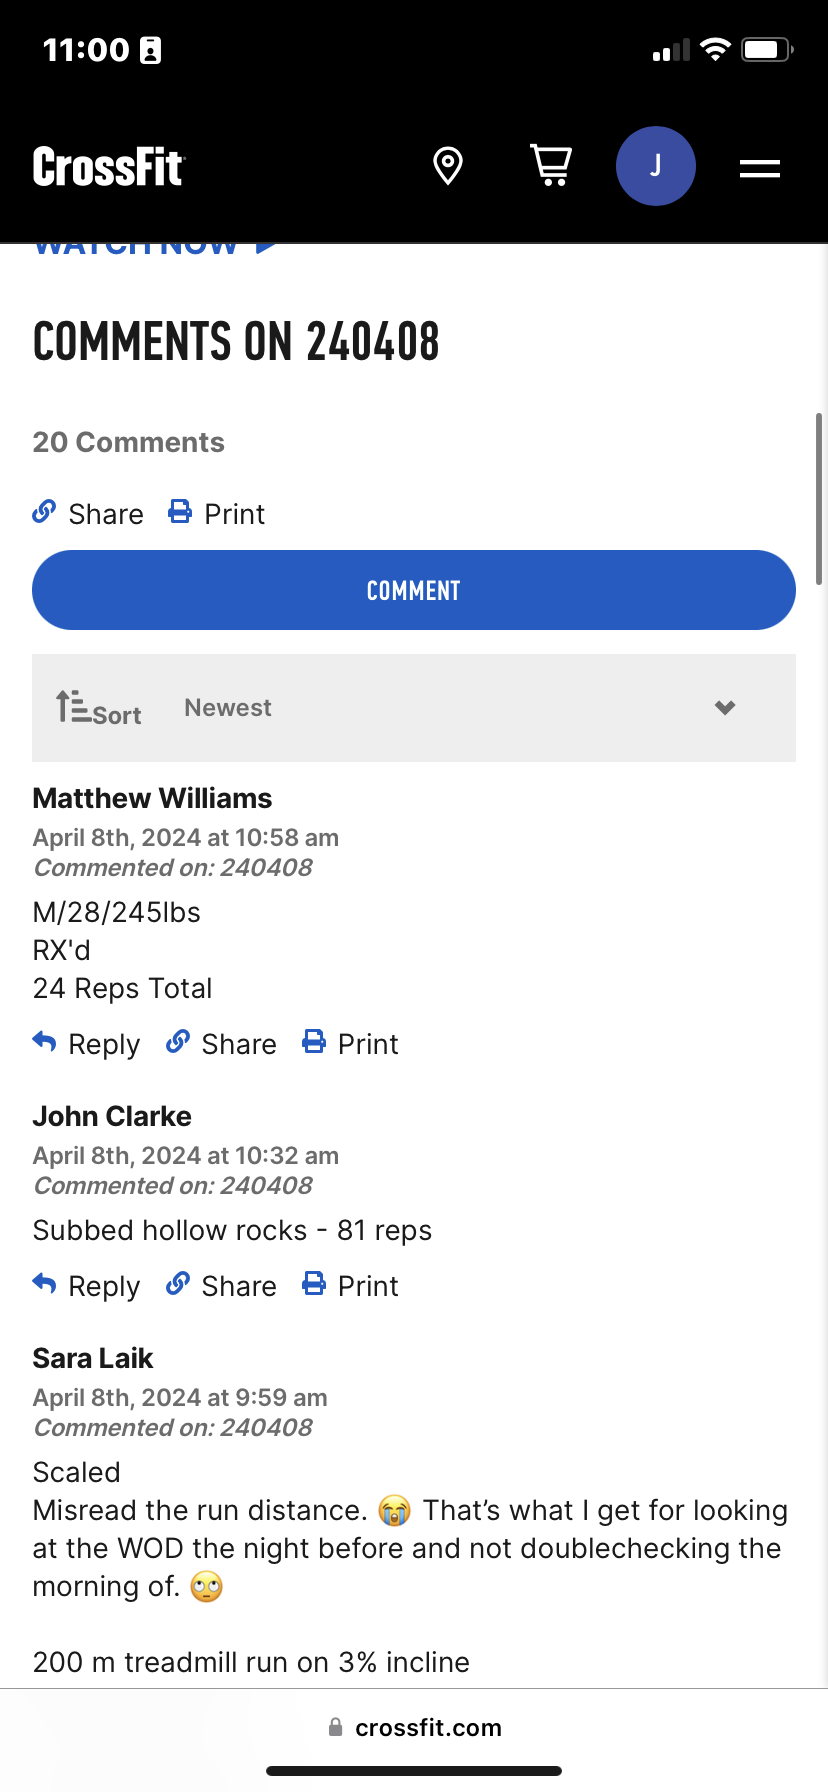 11:00
CrossFit
J
WATCH NOW
COMMENTS ON 240408
20 Comments
Share Print
COMMENT
Sort Newest
Matthew Williams
April 8th, 2024 at 10:58 am
Commented on: 240408
M/28/245lbs
RX'd
24 Reps Total
Reply Share Print
John Clarke
April 8th, 2024 at 10:32 am
Commented on: 240408
Subbed hollow rocks - 81 reps
Reply Share Print
Sara Laik
April 8th, 2024 at 9:59 am
Commented on: 240408
Scaled
Misread the run distance. 😭 That’s what I get for looking
at the WOD the night before and not doublechecking the
morning of. 🙄
200 m treadmill run on 3% incline
crossfit.com